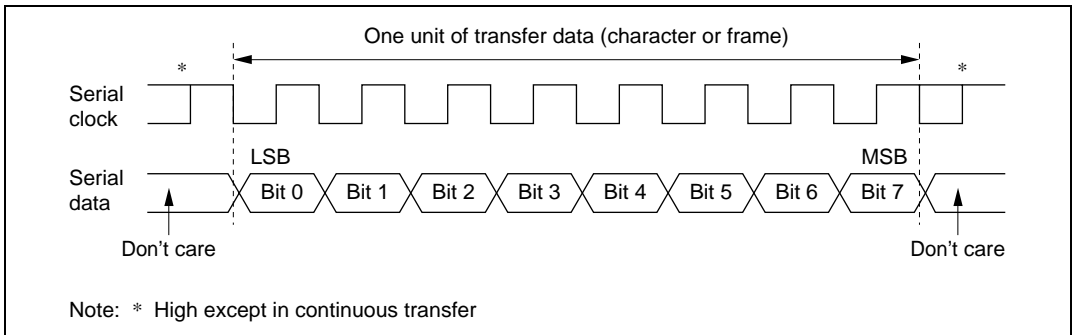 One unit of transfer data (character or frame)
*
*
Serial
clock
LSB
MSB
Serial
data
Bit 0
Bit 1
Bit 2
Bit 3
Bit 4
Bit 5
Bit 6
Bit 7
Don't care
Don't care
Note: * High except in continuous transfer